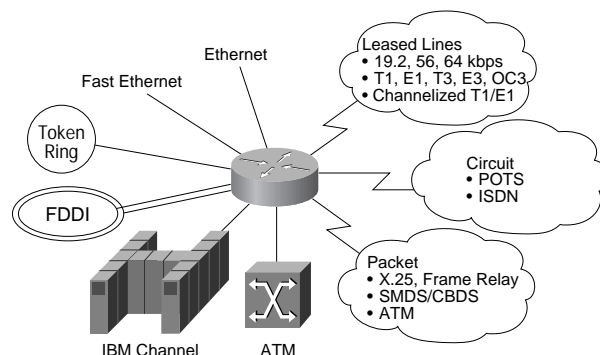 Ethernet
Fast Ethernet
Token
Ring
FDDI
IBM Channel
ATM
Leased Lines
• 19.2, 56, 64 kbps
• T1, E1, T3, E3, OC3
• Channelized T1/E1
Circuit
• POTS
• ISDN
Packet
• X.25, Frame Relay
• SMDS/CBDS
• ATM